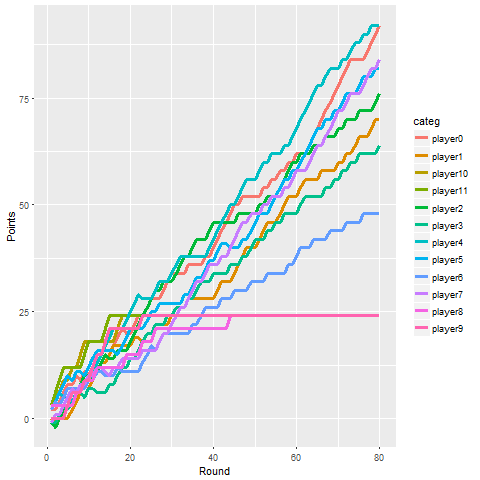 75
50
25
0
Points
0
20
40
60
80
Round
categ
player0
player1
player10
player11
player2
player3
player4
player5
player6
player7
player8
player9